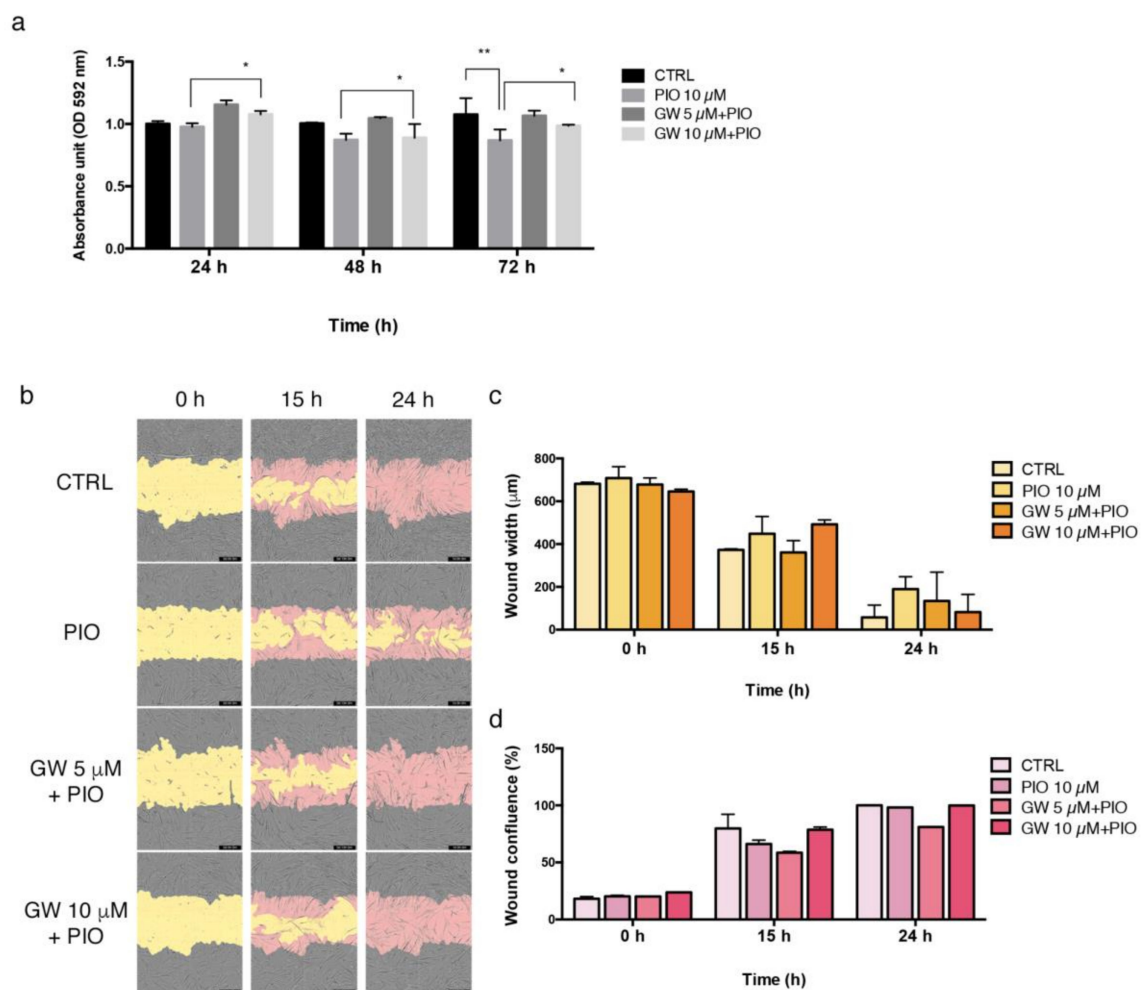 a
Absorbance unit (OD 592 nm)
1.5
1.0
0.5
0.0
*
*
**
*
24 h 48 h 72 h
Time (h)
CTRL
PIO 10 µM
GW 5 µM+PIO
GW 10 µM+PIO
b
0 h 15 h 24 h
CTRL
PIO
GW 5 µM
+ PIO
GW 10 µM
+ PIO
c
Wound width (µm)
800
600
400
200
0
0 h 15 h 24 h
Time (h)
CTRL
PIO 10 µM
GW 5 µM+PIO
GW 10 µM+PIO
d
Wound confluence (%)
150
100
50
0
0 h 15 h 24 h
Time (h)
CTRL
PIO 10 µM
GW 5 µM+PIO
GW 10 µM+PIO